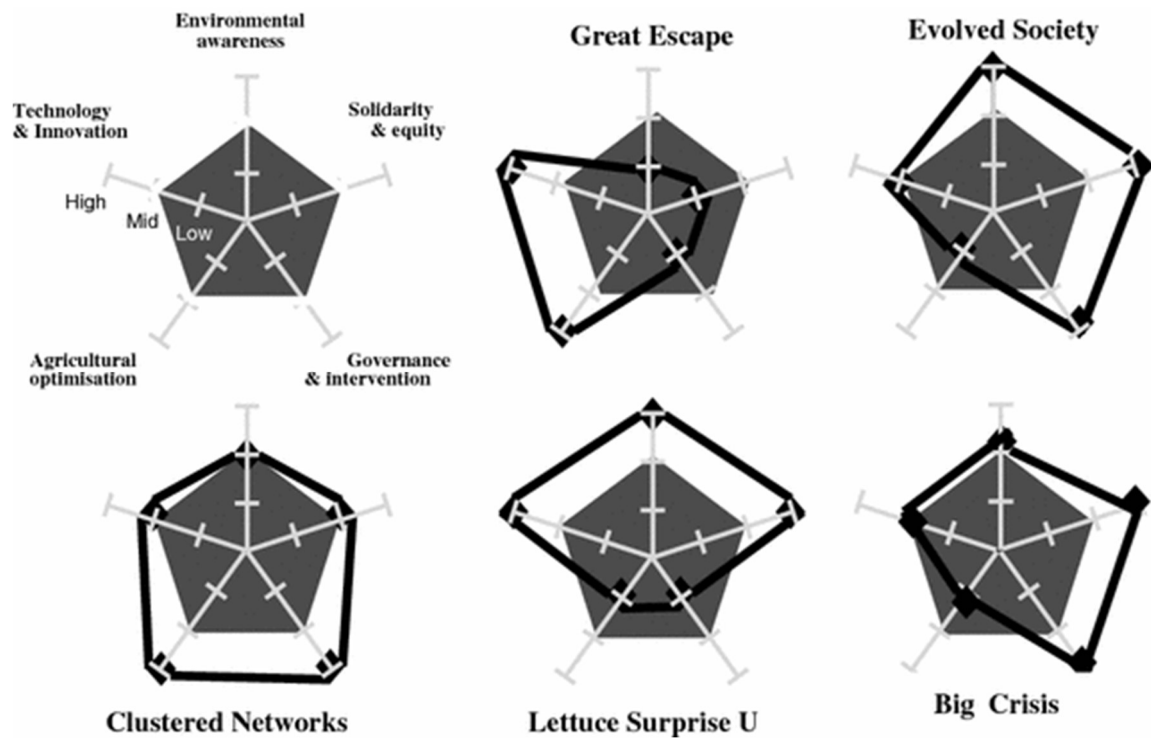 Environmental
awareness
Great Escape
Evolved Society
Technology
& Innovation
Solidarity
& equity
High
Mid
Low
Agricultural
optimisation
Governance
& intervention
Clustered Networks
Lettuce Surprise U
Big Crisis